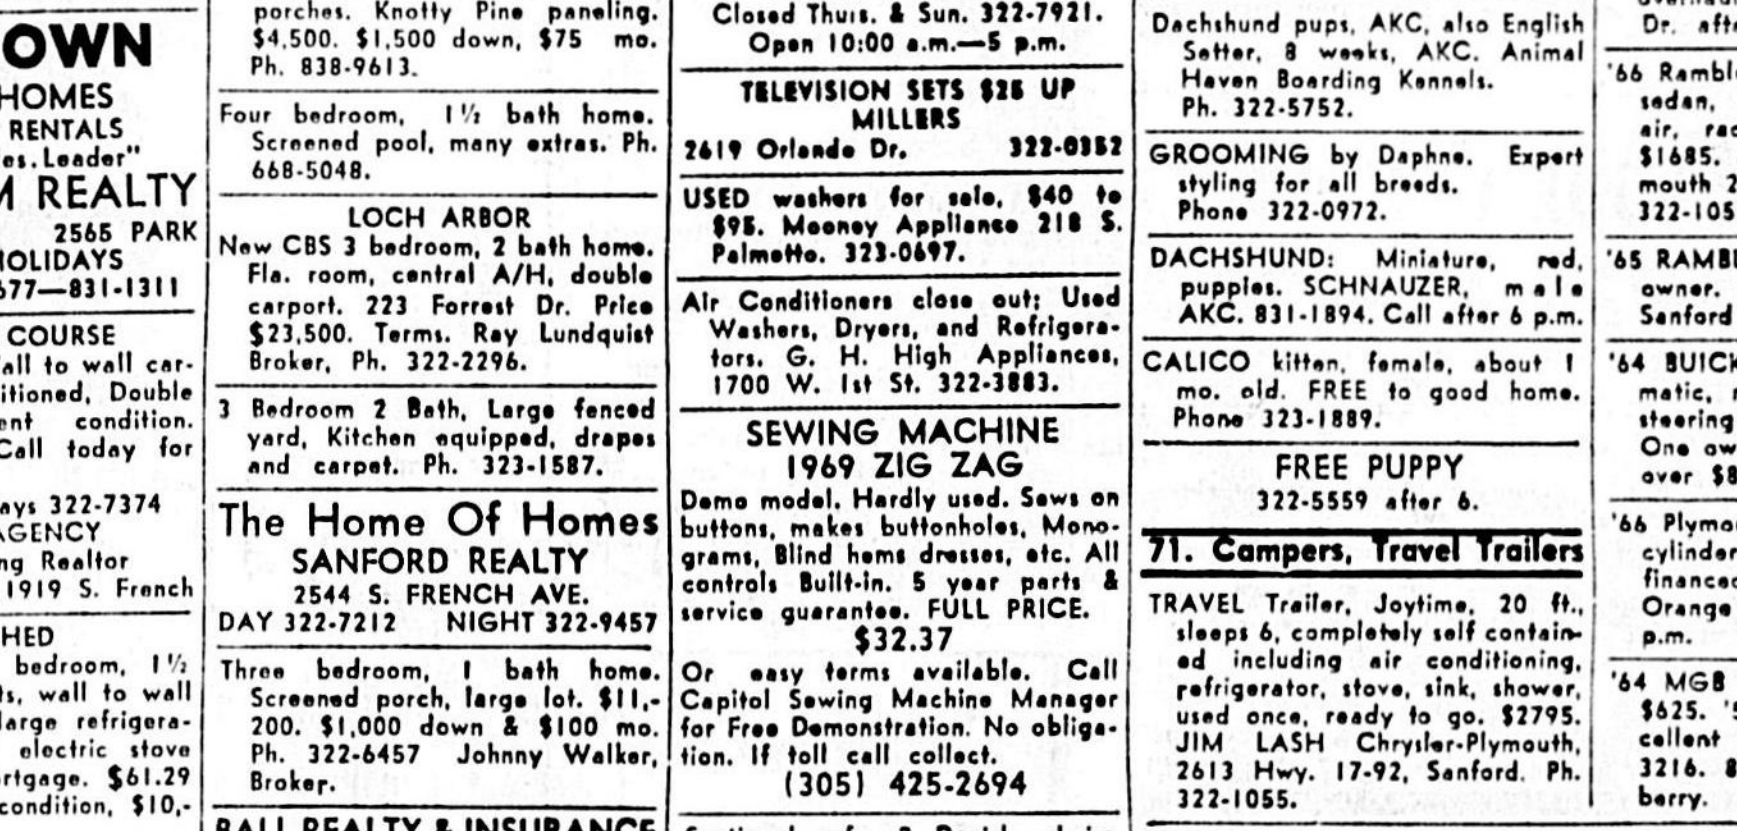 OWN
HOMES
RENTALS
es. Leader"
M REALTY
2565 PARK
HOLIDAYS
677—831-1311
COURSE
all to wall car-
itioned, Double
ent condition.
Call today for
ays 322-7374
AGENCY
ng Realtor
1919 S. French
HED
bedroom, 1½
ts, wall to wall
large refrigera-
electric stove
ortgage. $61.29
condition, $10,-
porches. Knotty Pine paneling.
$4,500. $1,500 down, $75 mo.
Ph. 838-9613.
Four bedroom, 1½ bath home.
Screened pool, many extras. Ph.
668-5048.
LOCH ARBOR
New CBS 3 bedroom, 2 bath home.
Fla. room, central A/H, double
carport. 223 Forrest Dr. Price
$23,500. Terms. Ray Lundquist
Broker, Ph. 322-2296.
3 Bedroom 2 Bath, Large fenced
yard, Kitchen equipped, drapes
and carpet. Ph. 323-1587.
The Home Of Homes
SANFORD REALTY
2544 S. FRENCH AVE.
DAY 322-7212 NIGHT 322-9457
Three bedroom, 1 bath home.
Screened porch, large lot. $11,-
200. $1,000 down & $100 mo.
Ph. 322-6457 Johnny Walker,
Broker.
BALL REALTY & INSURANCE
Closed Thurs. & Sun. 322-7921.
Open 10:00 a.m.—5 p.m.
TELEVISION SETS $25 UP
MILLERS
2619 Orlando Dr. 322-0352
USED washers for sale, $40 to
$95. Mooney Appliance 218 S.
Palmetto. 323-0697.
Air Conditioners close out: Used
Washers, Dryers, and Refrigera-
tors. G. H. High Appliances,
1700 W. 1st St. 322-3883.
SEWING MACHINE
1969 ZIG ZAG
Demo model, Hardly used. Sews on
buttons, makes buttonholes, Mono-
grams, Blind hems dresses, etc. All
controls Built-in. 5 year parts &
service guarantee. FULL PRICE.
$32.37
Or easy terms available. Call
Capitol Sewing Machine Manager
for Free Demonstration. No obliga-
tion. If toll call collect.
(305) 425-2694
Dachshund pups, AKC, also English
Setter, 8 weeks, AKC. Animal
Haven Boarding Kennels.
Ph. 322-5752.
GROOMING by Daphne. Expert
styling for all breeds.
Phone 322-0972.
DACHSHUND: Miniature, red,
puppies. SCHNAUZER, male
AKC. 831-1894. Call after 6 p.m.
CALICO kitten, female, about 1
mo. old. FREE to good home.
Phone 323-1889.
FREE PUPPY
322-5559 after 6.
71. Campers, Travel Trailers
TRAVEL Trailer, Joytime, 20 ft.,
sleeps 6, completely self contain-
ed including air conditioning,
refrigerator, stove, sink, shower,
used once, ready to go. $2795.
JIM LASH Chrysler-Plymouth,
2613 Hwy. 17-92, Sanford. Ph.
322-1055.
Dr. afte
'66 Ramble
sedan,
air, rad
$1685.
mouth 2
322-105
'65 RAMBL
owner.
Sanford
'64 BUICK
matic, r
steering
One ow
over $8
'66 Plymou
cylinder
financed
Orange
p.m.
'64 MGB
$625. '5
cellent
3216. 8
berry.